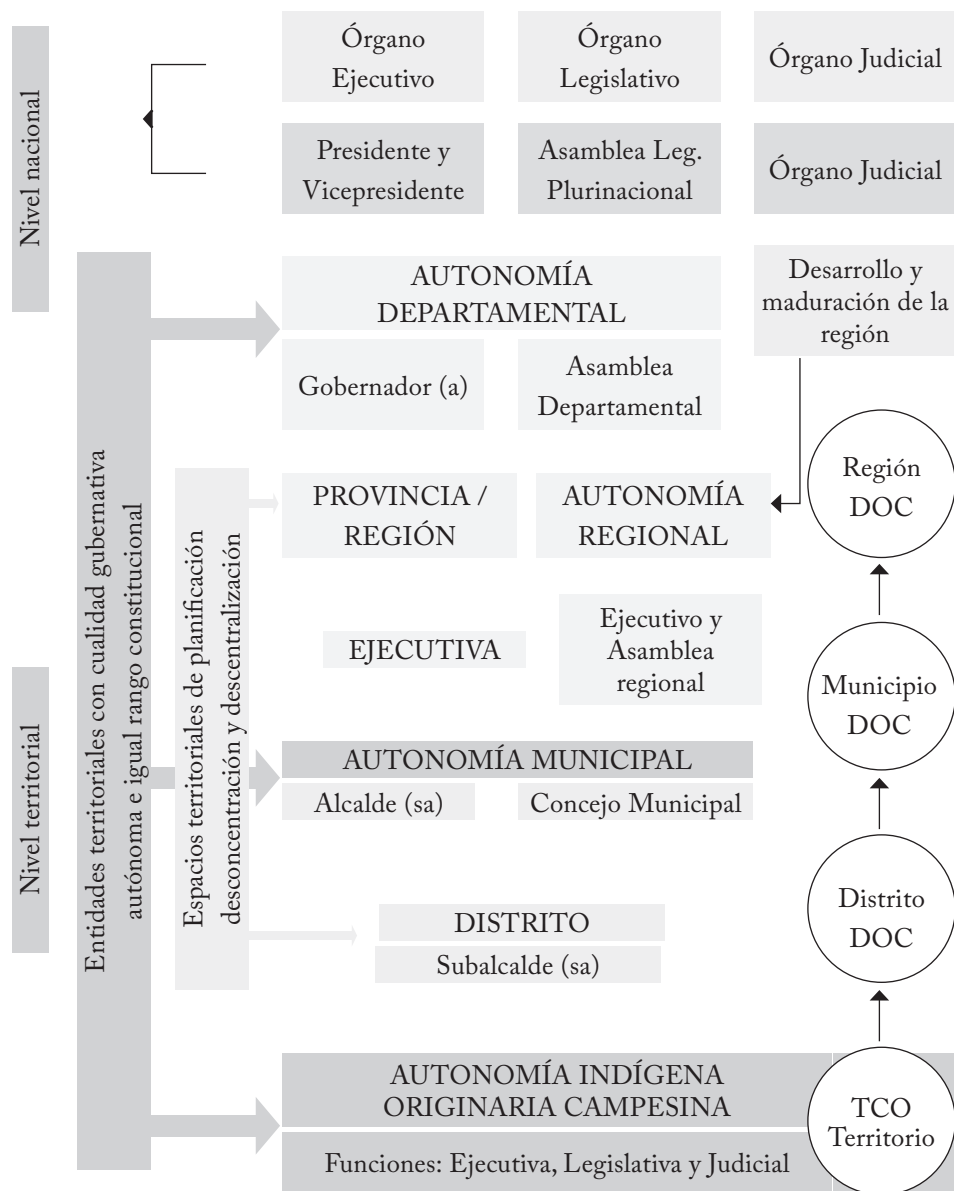 Nivel nacional
Órgano
Ejecutivo
Órgano
Legislativo
Órgano Judicial
Presidente y
Vicepresidente
Asamblea Leg.
Plurinacional
Órgano Judicial
Nivel territorial
Entidades territoriales con cualidad gubernativa
autónoma e igual rango constitucional
AUTONOMÍA
DEPARTAMENTAL
Gobernador (a)
Asamblea
Departamental
Desarrollo y
maduración de la
región
Espacios territoriales de planificación
desconcentración y descentralización
PROVINCIA /
REGIÓN
AUTONOMÍA
REGIONAL
Región
DOC
EJECUTIVA
Ejecutivo y
Asamblea
regional
Municipio
DOC
AUTONOMÍA MUNICIPAL
Alcalde (sa)
Concejo Municipal
DISTRITO
Subalcalde (sa)
Distrito
DOC
AUTONOMÍA INDÍGENA
ORIGINARIA CAMPESINA
Funciones: Ejecutiva, Legislativa y Judicial
TCO
Territorio